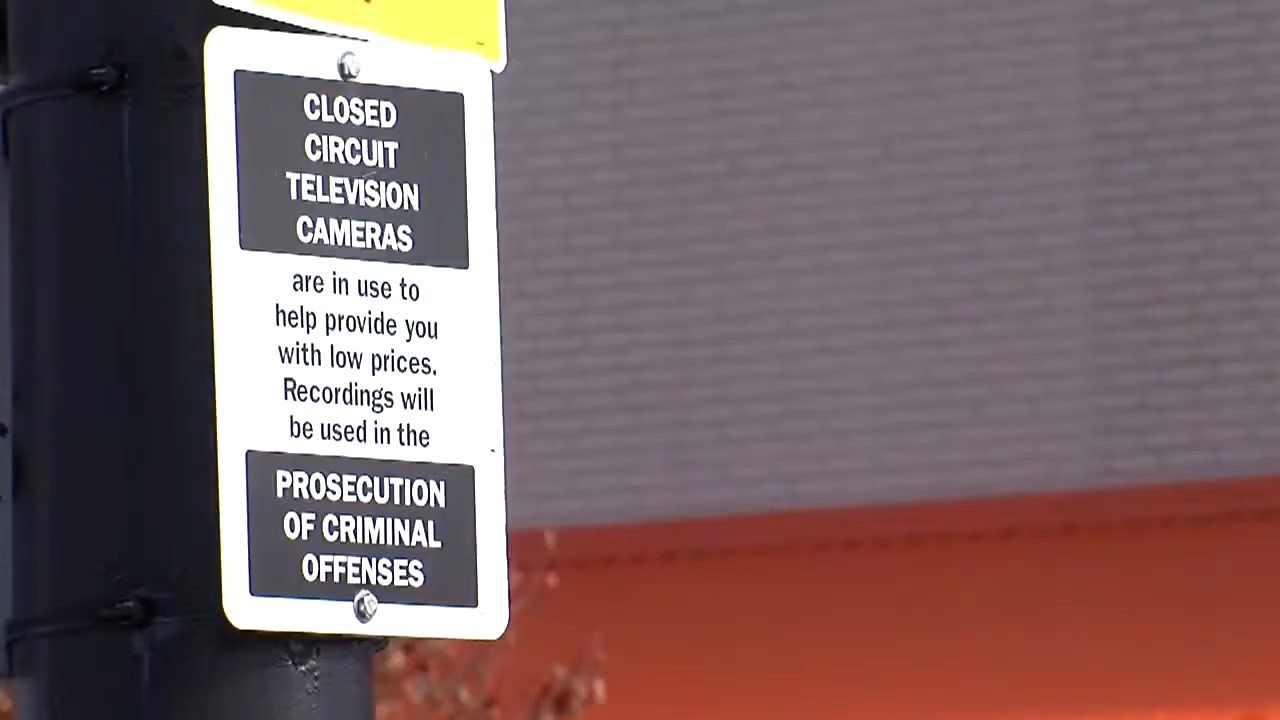 CLOSED
CIRCUIT
TELEVISION
CAMERAS
are in use to
help provide you
with low prices.
Recordings will
be used in the
PROSECUTION
OF CRIMINAL
OFFENSES